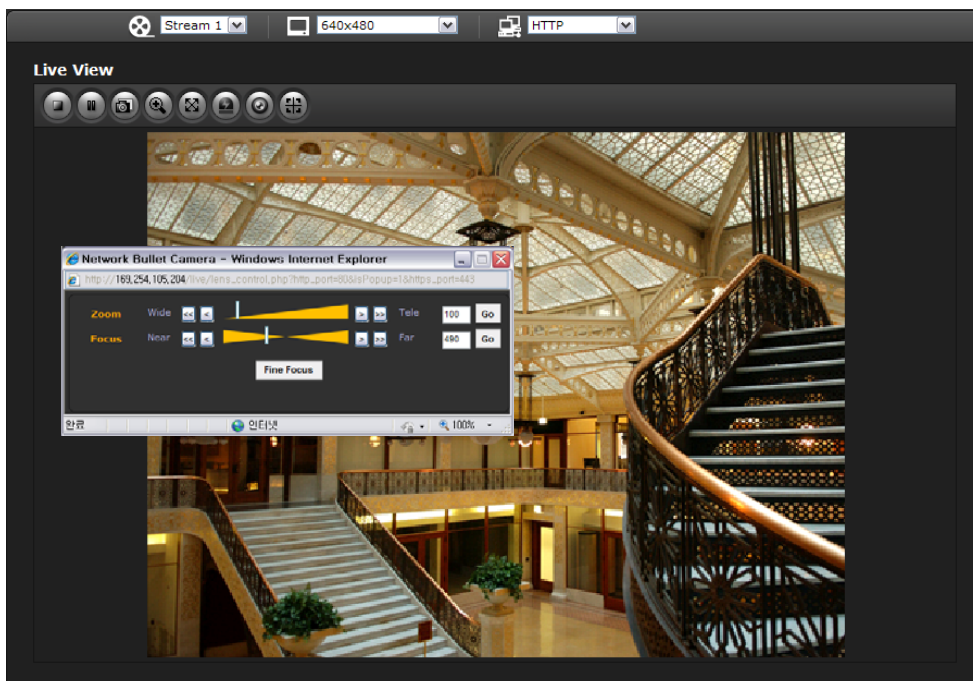 Stream 1
640x480
HTTP
Live View
Network Bullet Camera - Windows Internet Explorer
http://169,254,105,204/live/lens_control,php?http_port=80&isPopup=1&https_port=443
Zoom Wide << < > >> Tele 100 Go
Focus Near << < > >> Far 490 Go
Fine Focus
완료 인터넷 100%